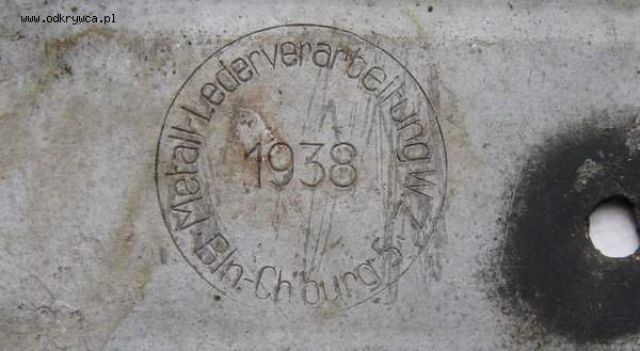 www.odkrywca.pl
Metall-Lederverarbeitung W.Z.
1938
Bln-Ch'burg 5.